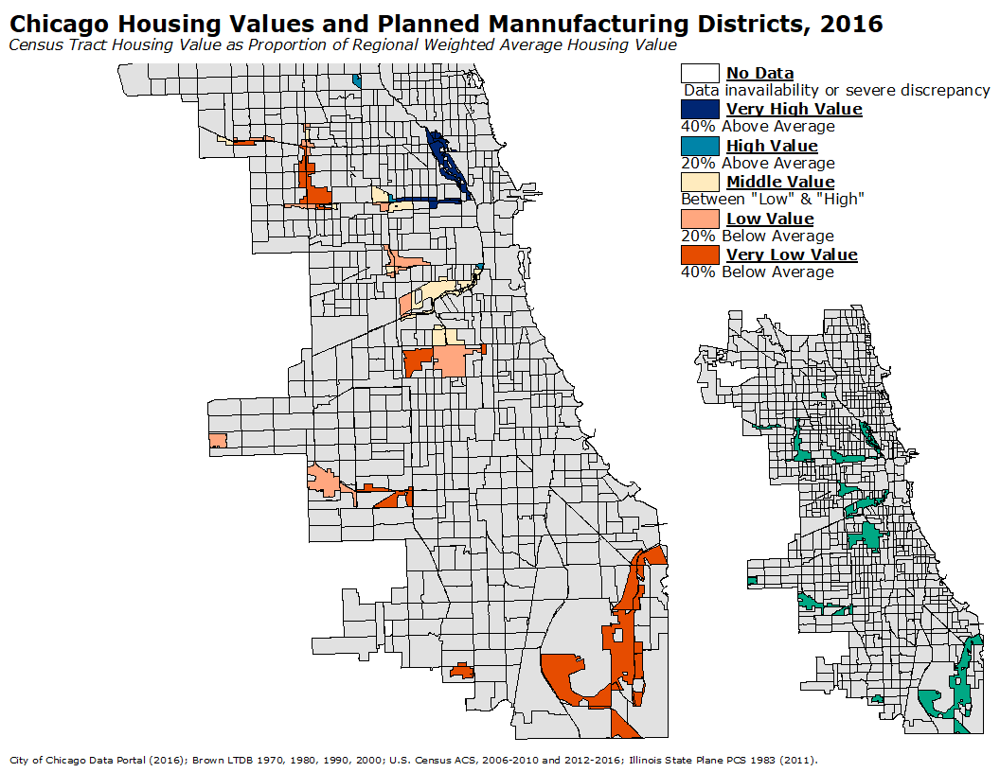 Chicago Housing Values and Planned Mannufacturing Districts, 2016
Census Tract Housing Value as Proportion of Regional Weighted Average Housing Value
No Data
Data inavailability or severe discrepancy
Very High Value
40% Above Average
High Value
20% Above Average
Middle Value
Between "Low" & "High"
Low Value
20% Below Average
Very Low Value
40% Below Average
City of Chicago Data Portal (2016); Brown LTDB 1970, 1980, 1990, 2000; U.S. Census ACS, 2006-2010 and 2012-2016; Illinois State Plane PCS 1983 (2011).